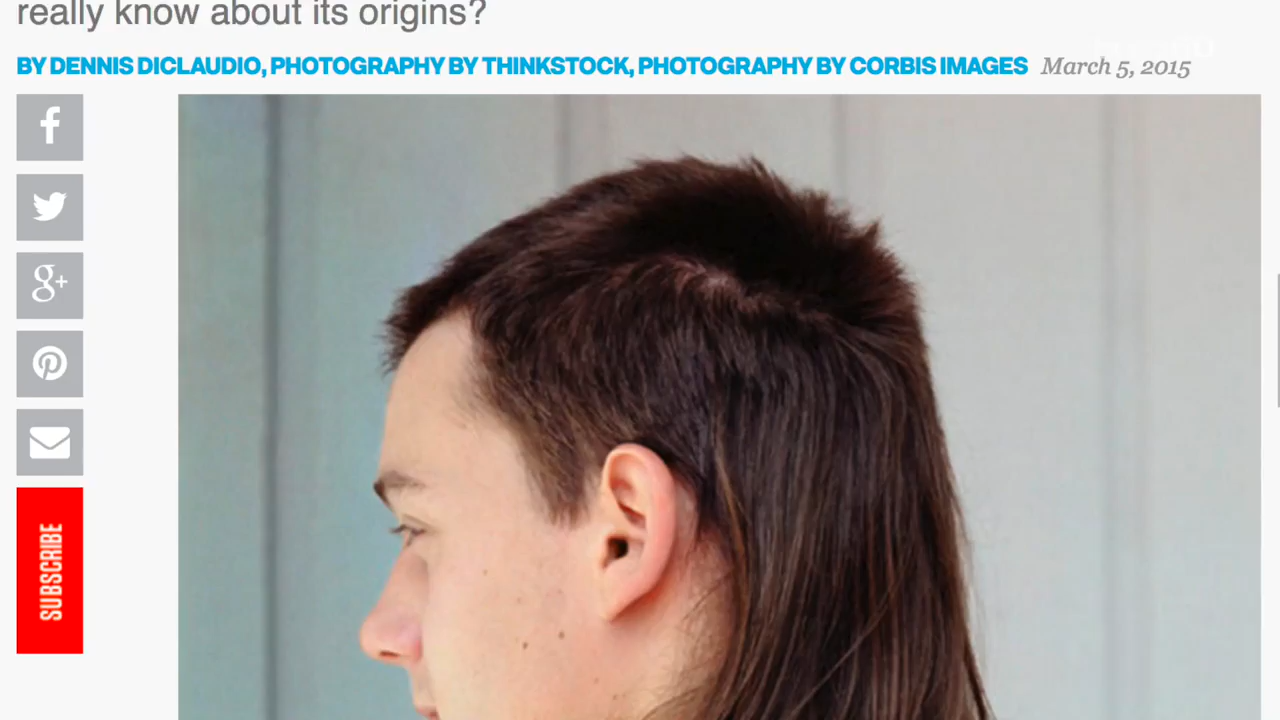 really know about its origins?
BY DENNIS DICLAUDIO, PHOTOGRAPHY BY THINKSTOCK, PHOTOGRAPHY BY CORBIS IMAGES March 5, 2015
SUBSCRIBE